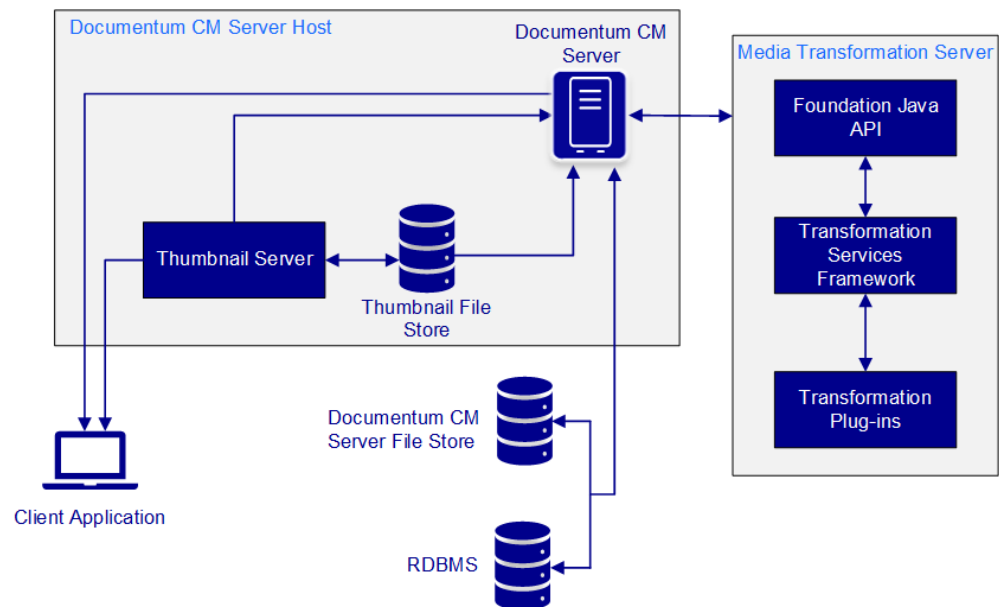 Documentum CM Server Host
Documentum CM
Server
Media Transformation Server
Foundation Java
API
Thumbnail Server
Transformation
Services
Framework
Thumbnail File
Store
Transformation
Plug-ins
Documentum CM
Server File Store
Client Application
RDBMS